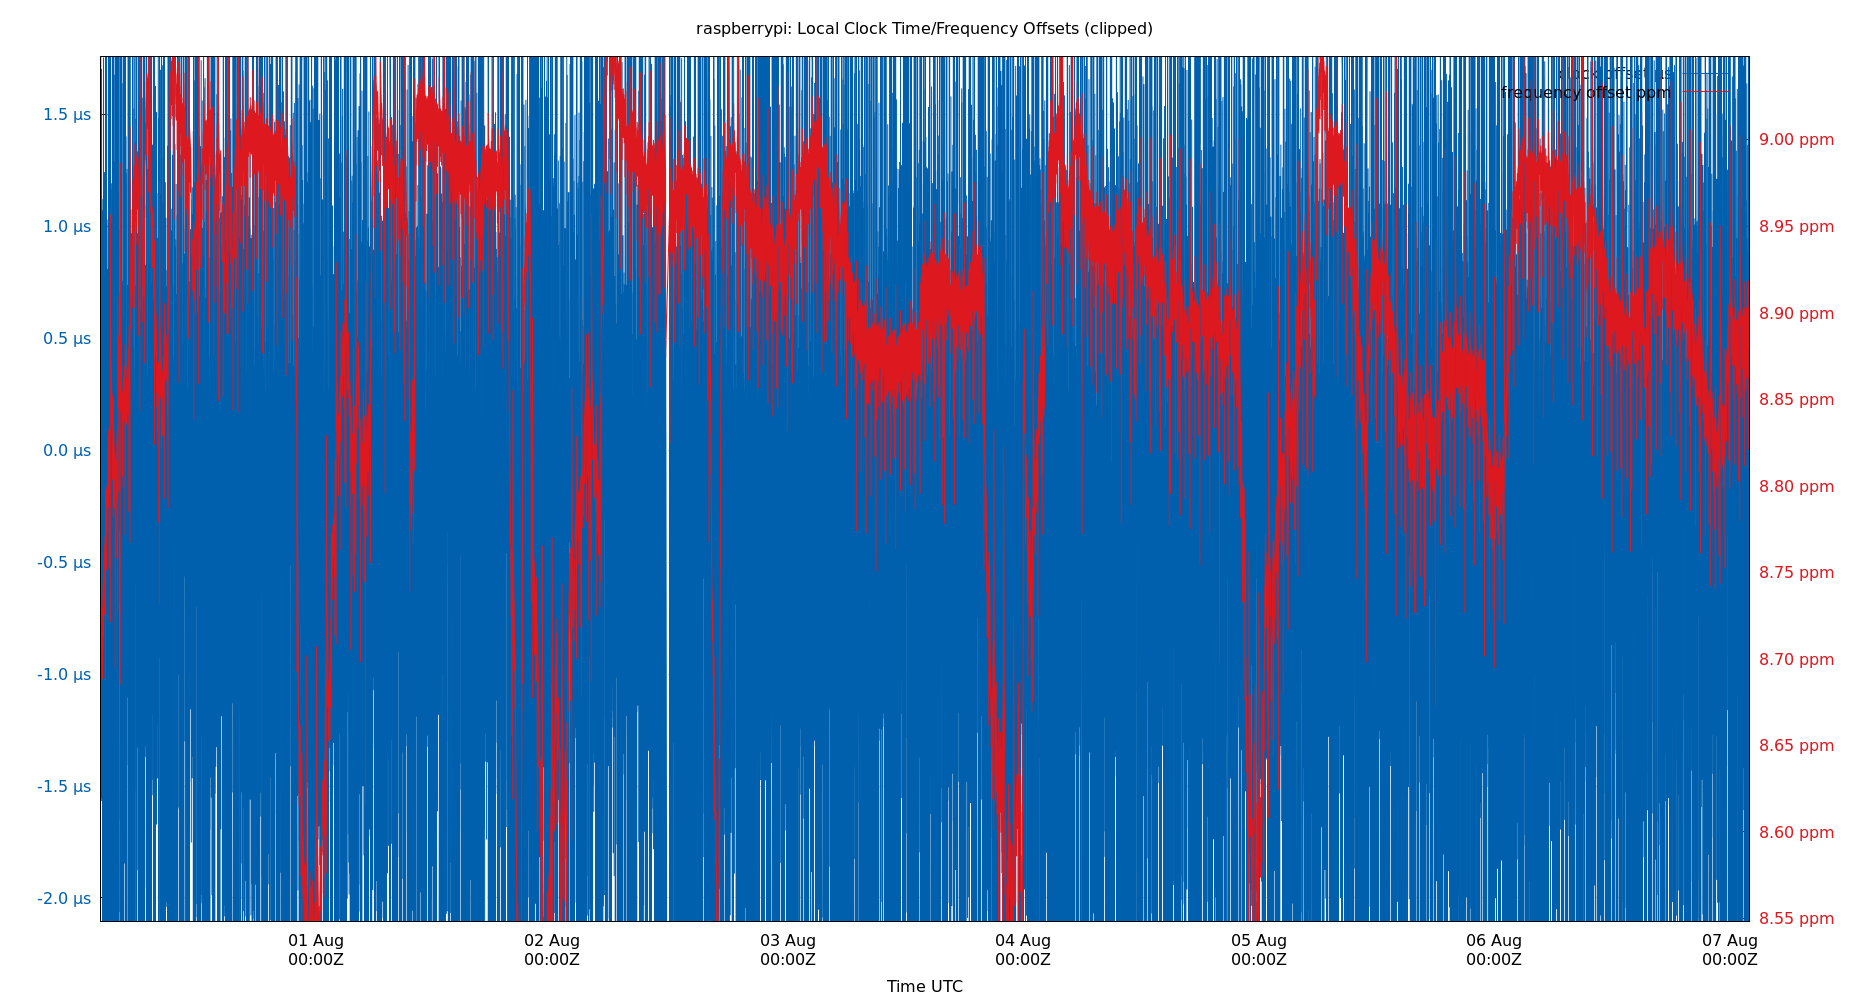 raspberrypi: Local Clock Time/Frequency Offsets (clipped)
clock offset µs
frequency offset ppm
1.5 µs
1.0 µs
0.5 µs
0.0 µs
-0.5 µs
-1.0 µs
-1.5 µs
-2.0 µs
9.00 ppm
8.95 ppm
8.90 ppm
8.85 ppm
8.80 ppm
8.75 ppm
8.70 ppm
8.65 ppm
8.60 ppm
8.55 ppm
01 Aug 02 Aug 03 Aug 04 Aug 05 Aug 06 Aug 07 Aug
00:00Z 00:00Z 00:00Z 00:00Z 00:00Z 00:00Z 00:00Z
Time UTC